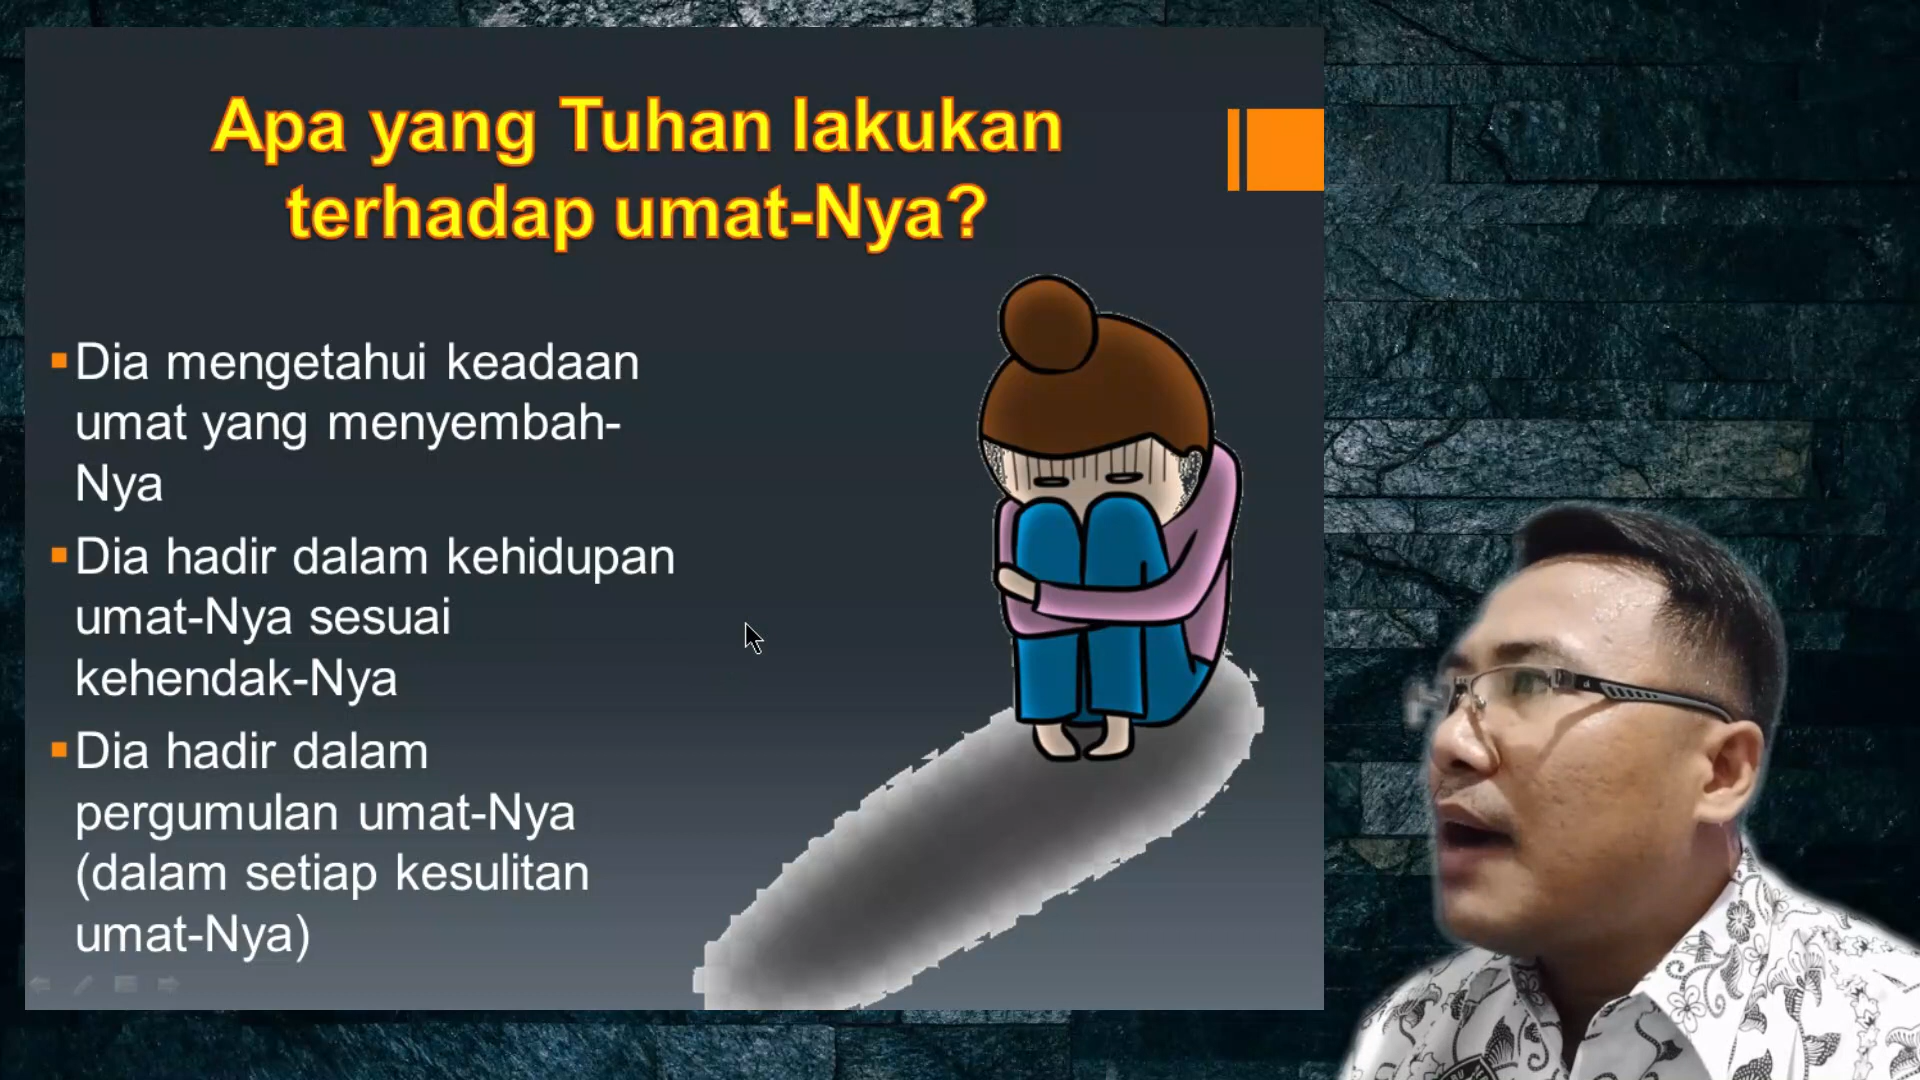 Apa yang Tuhan lakukan
terhadap umat-Nya?
▪Dia mengetahui keadaan
umat yang menyembah-
Nya
▪Dia hadir dalam kehidupan
umat-Nya sesuai
kehendak-Nya
▪Dia hadir dalam
pergumulan umat-Nya
(dalam setiap kesulitan
umat-Nya)